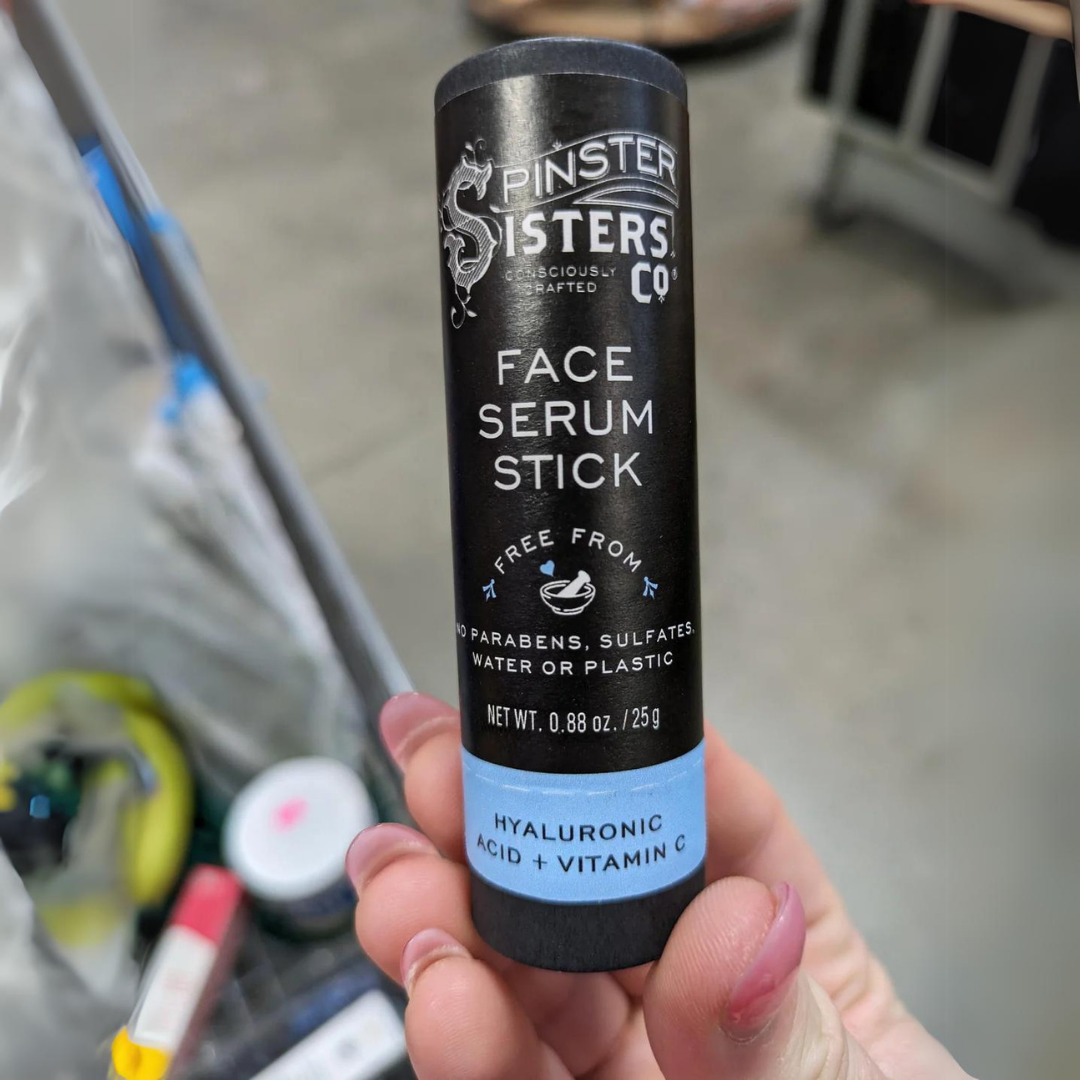 SPINSTER
SISTERS
CO®
CONSCIOUSLY
CRAFTED
FACE
SERUM
STICK
FREE FROM
NO PARABENS, SULFATES,
WATER OR PLASTIC
NET WT. 0.88 oz. / 25 g
HYALURONIC
ACID + VITAMIN C